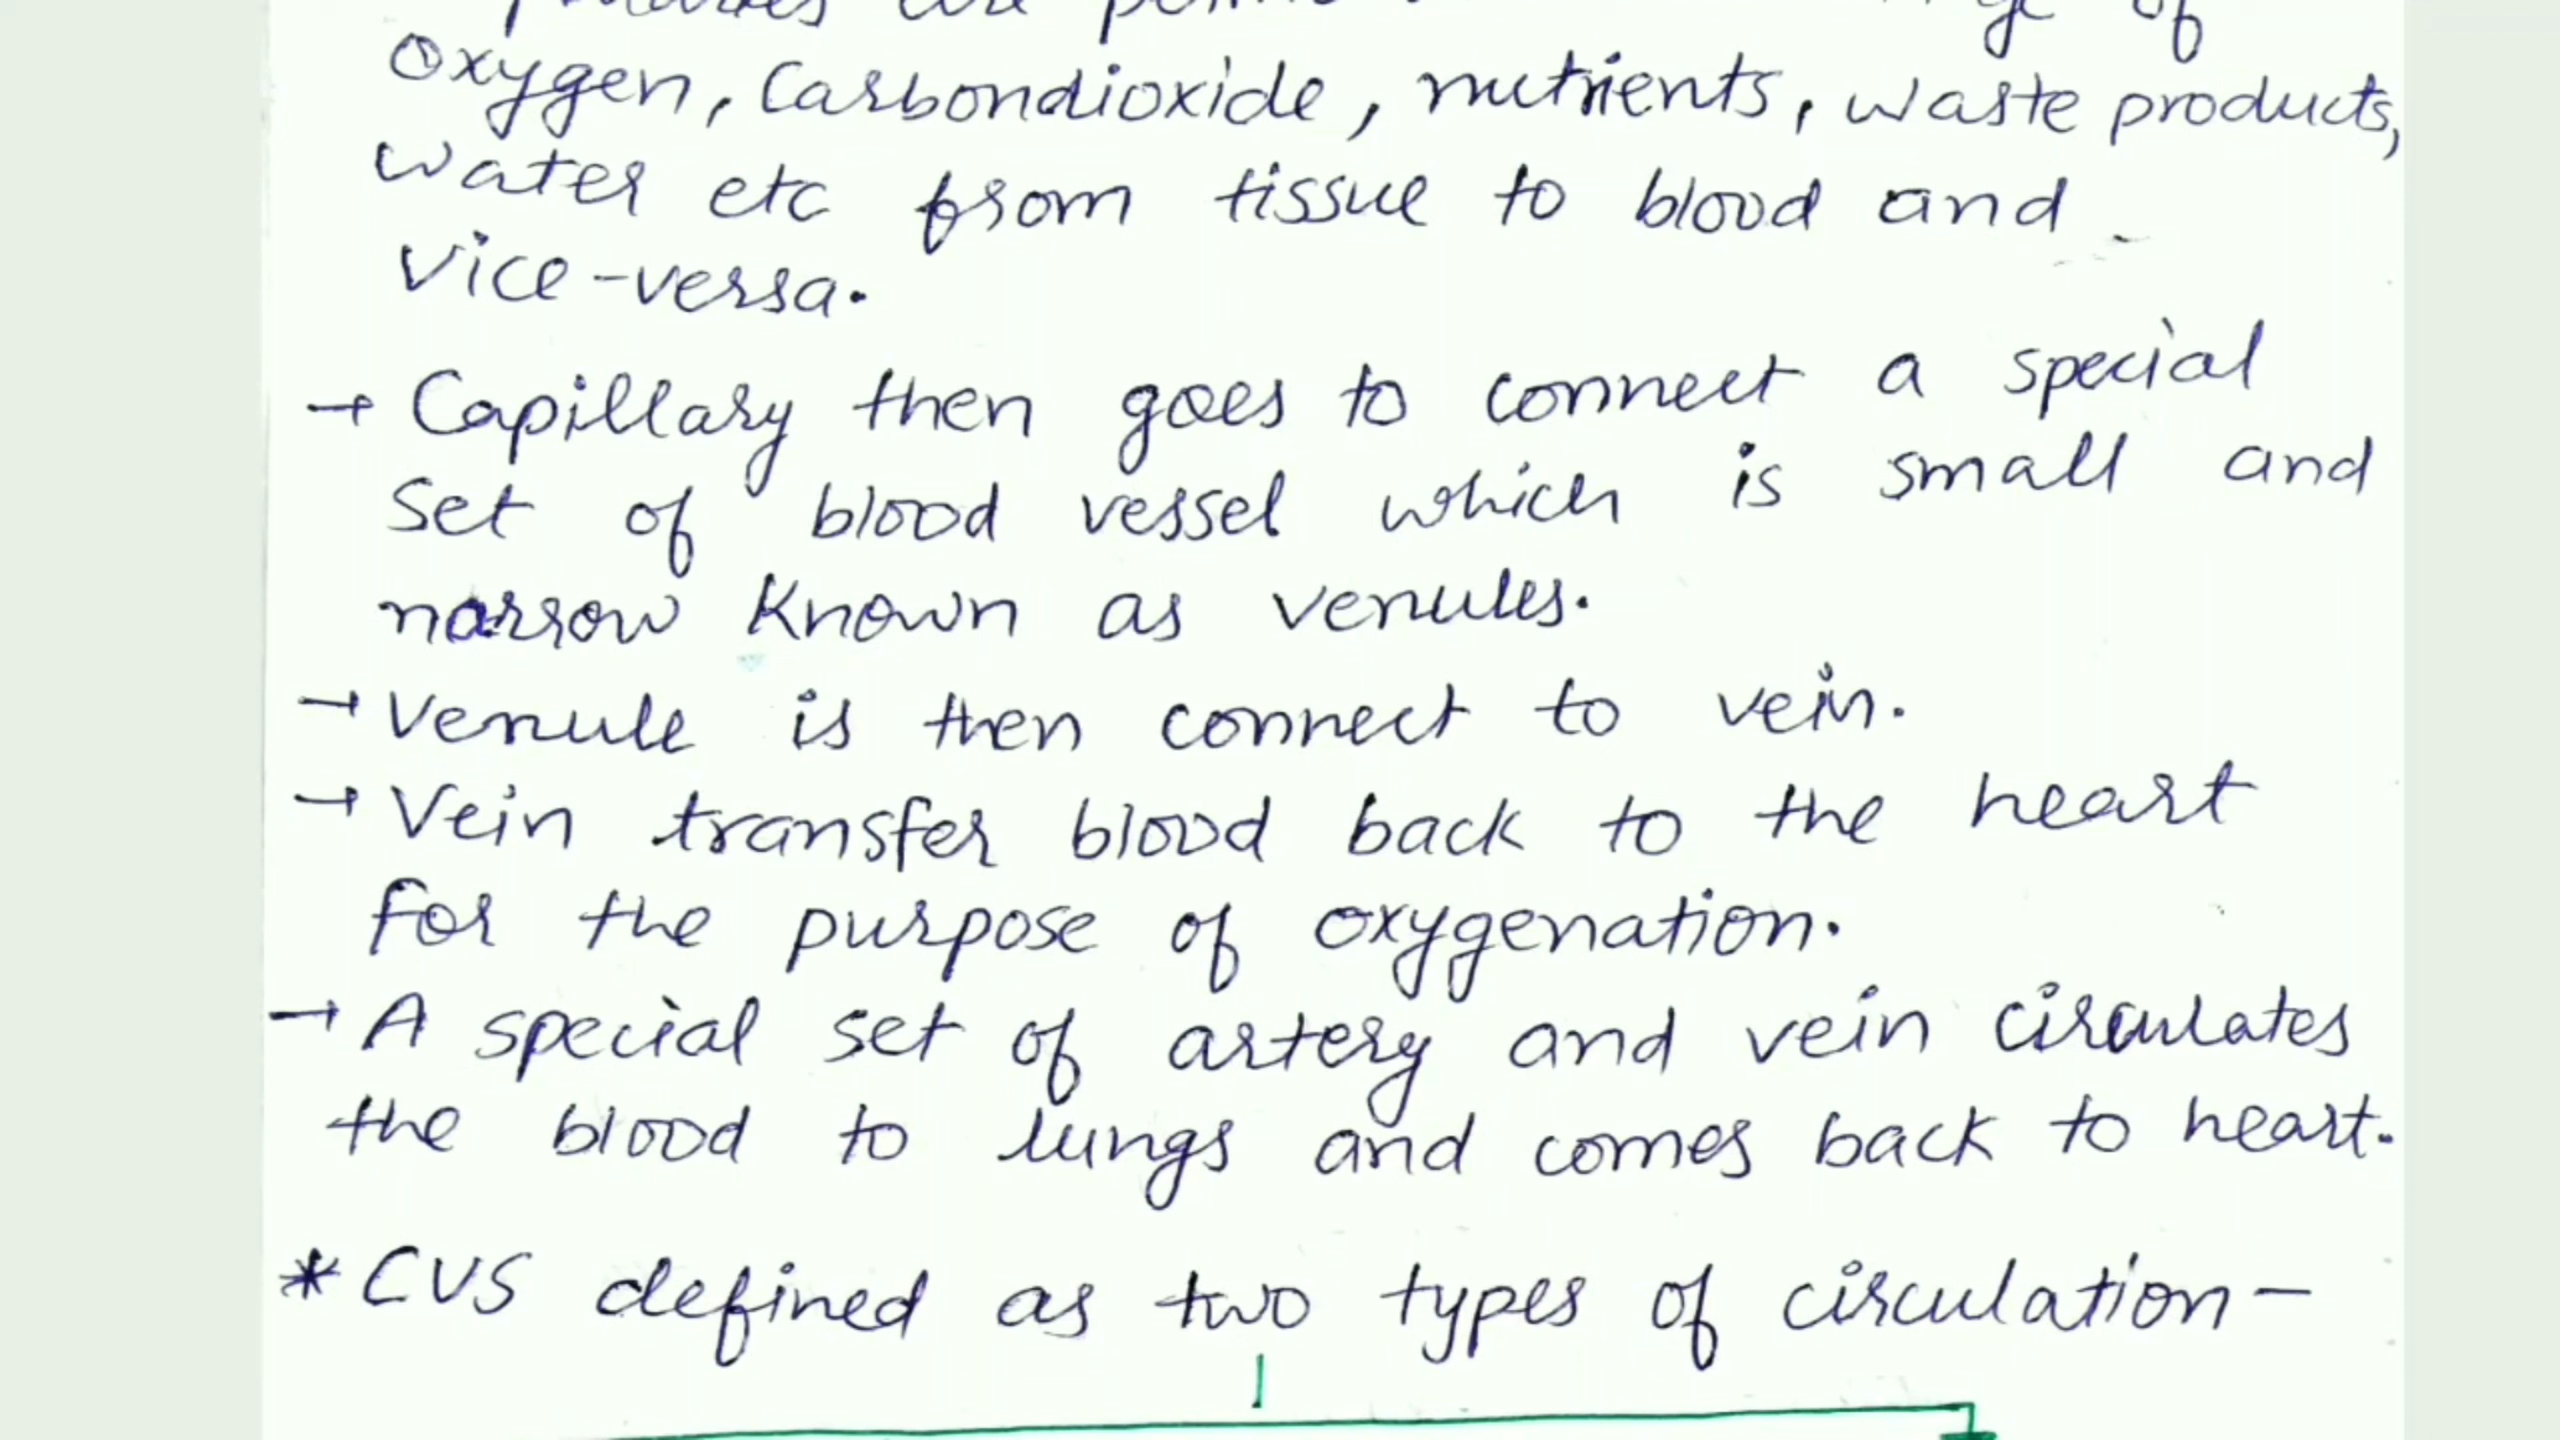 of
oxygen, Carbondioxide, nutrients, waste products,
water etc from tissue to blood and
vice-versa.
→ Capillary then goes to connect a special
set of blood vessel which is small and
narrow known as venules.
→ Venule is then connect to vein.
→ Vein transfer blood back to the heart
for the purpose of oxygenation.
→ A special set of artery and vein circulates
the blood to lungs and comes back to heart.
* CVS defined as two types of circulation-